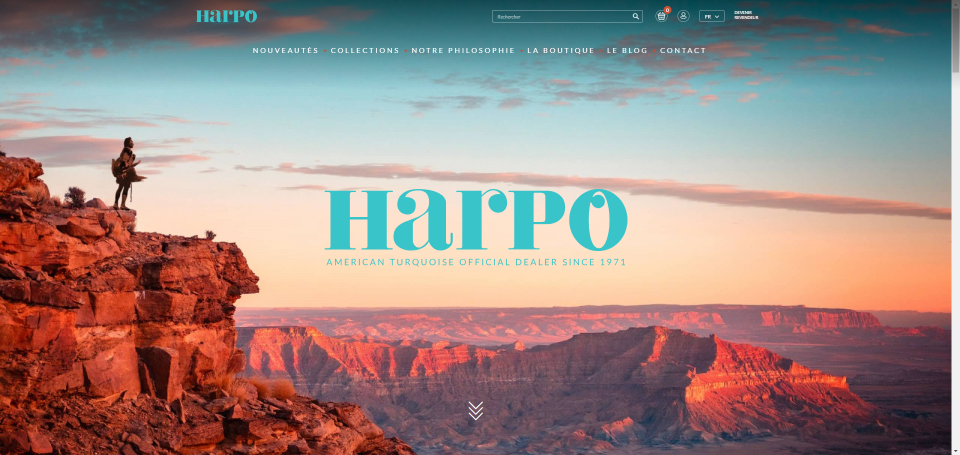 Harpo
Rechercher
0
FR
DEVENIR
REVENDEUR
NOUVEAUTÉS COLLECTIONS NOTRE PHILOSOPHIE LA BOUTIQUE LE BLOG CONTACT
Harpo
AMERICAN TURQUOISE OFFICIAL DEALER SINCE 1971